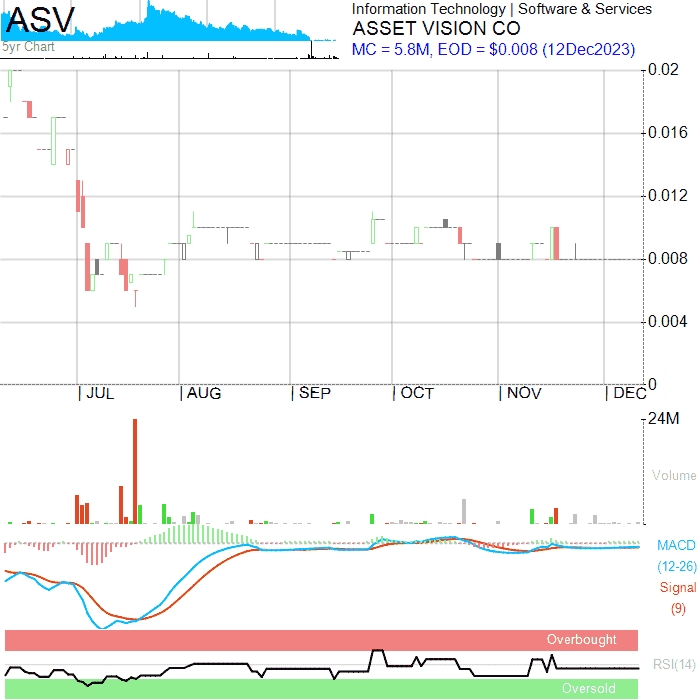 ASV
5yr Chart
Information Technology | Software & Services
ASSET VISION CO
MC = 5.8M, EOD = $0.008 (12Dec2023)
0.02
0.016
0.012
0.008
0.004
0
| JUL | AUG | SEP | OCT | NOV | DEC
24M
Volume
MACD
(12-26)
Signal
(9)
Overbought
RSI(14)
Oversold